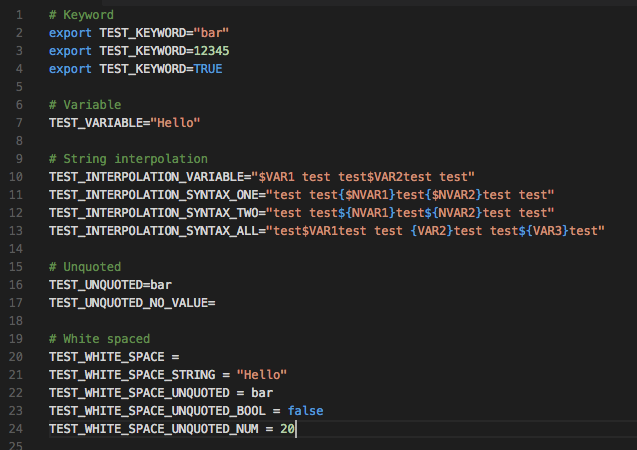 1 # Keyword
2 export TEST_KEYWORD="bar"
3 export TEST_KEYWORD=12345
4 export TEST_KEYWORD=TRUE
5
6 # Variable
7 TEST_VARIABLE="Hello"
8
9 # String interpolation
10 TEST_INTERPOLATION_VARIABLE="$VAR1 test test$VAR2test test"
11 TEST_INTERPOLATION_SYNTAX_ONE="test test{$NVAR1}test{$NVAR2}test test"
12 TEST_INTERPOLATION_SYNTAX_TWO="test test${NVAR1}test${NVAR2}test test"
13 TEST_INTERPOLATION_SYNTAX_ALL="test$VAR1test test {VAR2}test test${VAR3}test"
14
15 # Unquoted
16 TEST_UNQUOTED=bar
17 TEST_UNQUOTED_NO_VALUE=
18
19 # White spaced
20 TEST_WHITE_SPACE =
21 TEST_WHITE_SPACE_STRING = "Hello"
22 TEST_WHITE_SPACE_UNQUOTED = bar
23 TEST_WHITE_SPACE_UNQUOTED_BOOL = false
24 TEST_WHITE_SPACE_UNQUOTED_NUM = 20
25